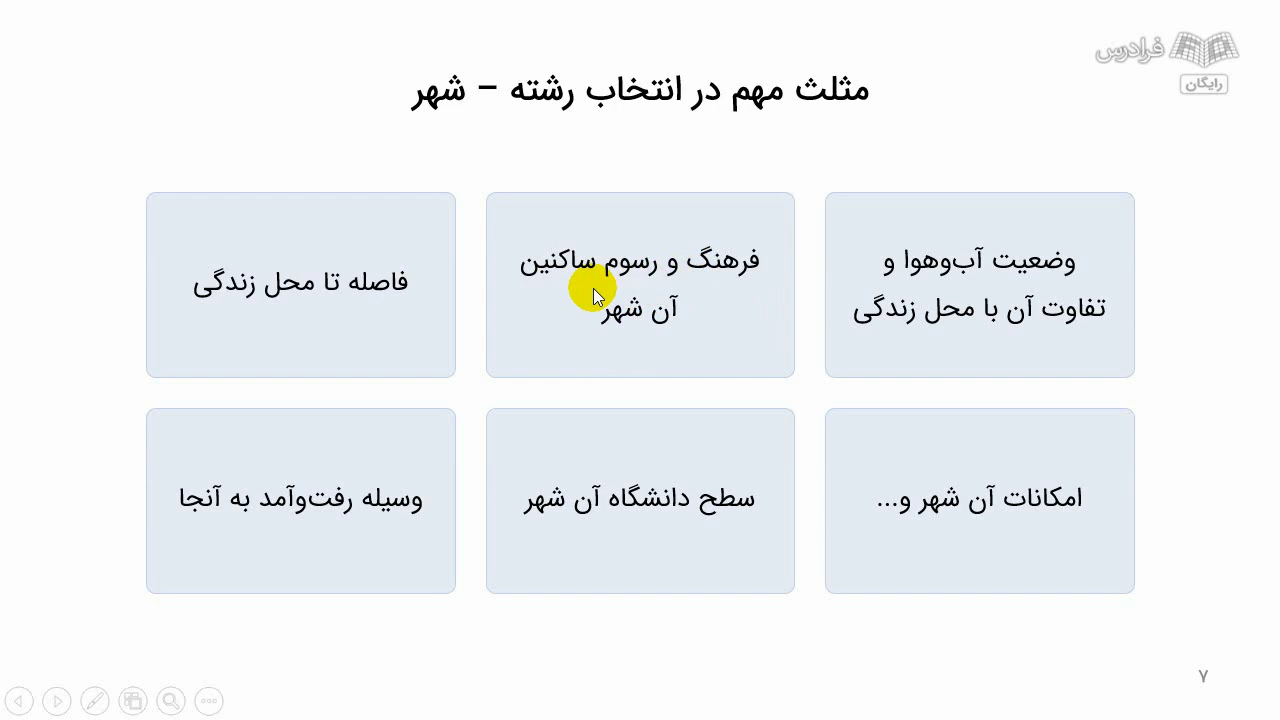 فرادرس
رایگان
مثلث مهم در انتخاب رشته – شهر
وضعیت آب‌وهوا و
تفاوت آن با محل زندگی
فرهنگ و رسوم ساکنین
آن شهر
فاصله تا محل زندگی
امکانات آن شهر و...
سطح دانشگاه آن شهر
وسیله رفت‌وآمد به آنجا
۷